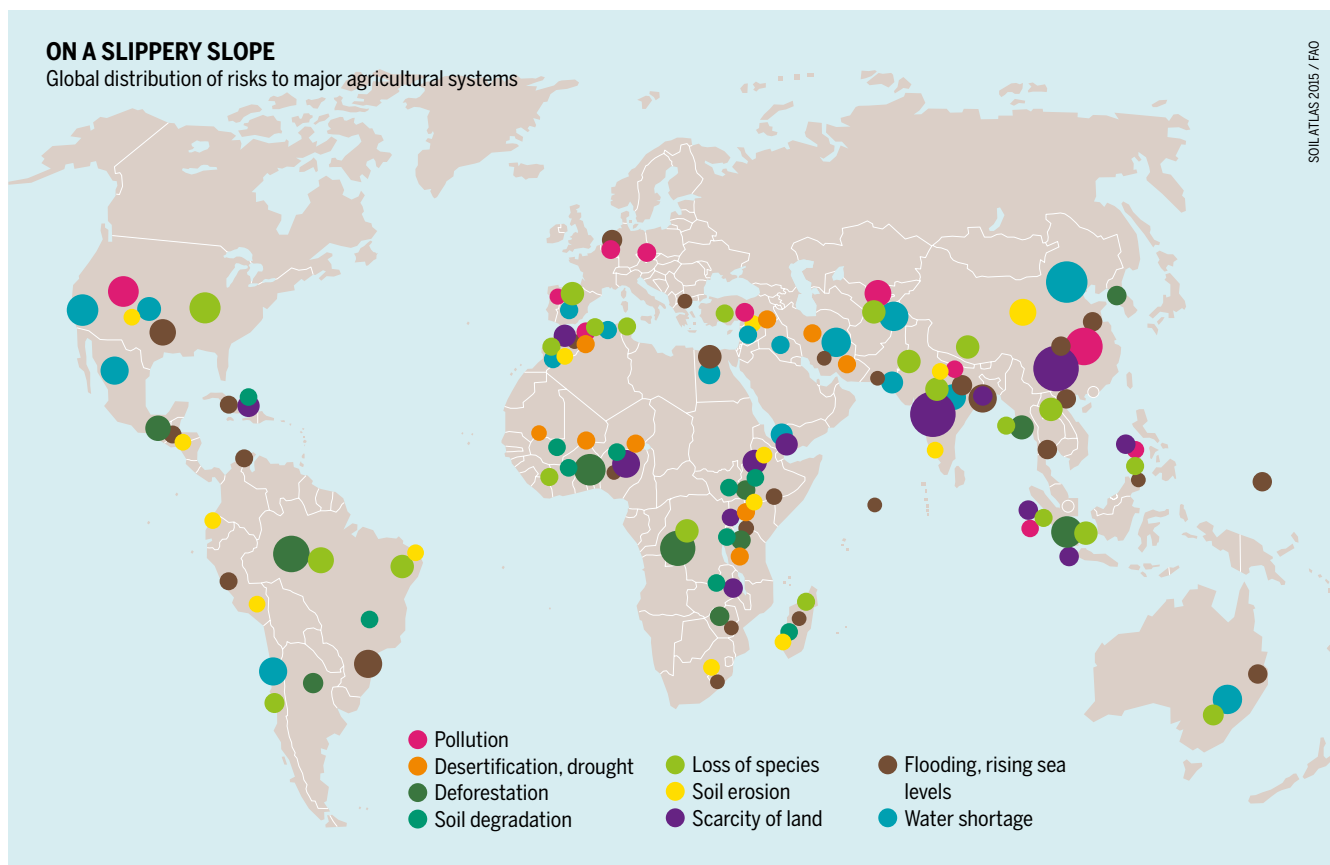 ON A SLIPPERY SLOPE
Global distribution of risks to major agricultural systems
SOIL ATLAS 2015 / FAO
Pollution
Desertification, drought
Deforestation
Soil degradation
Loss of species
Soil erosion
Scarcity of land
Flooding, rising sea
levels
Water shortage